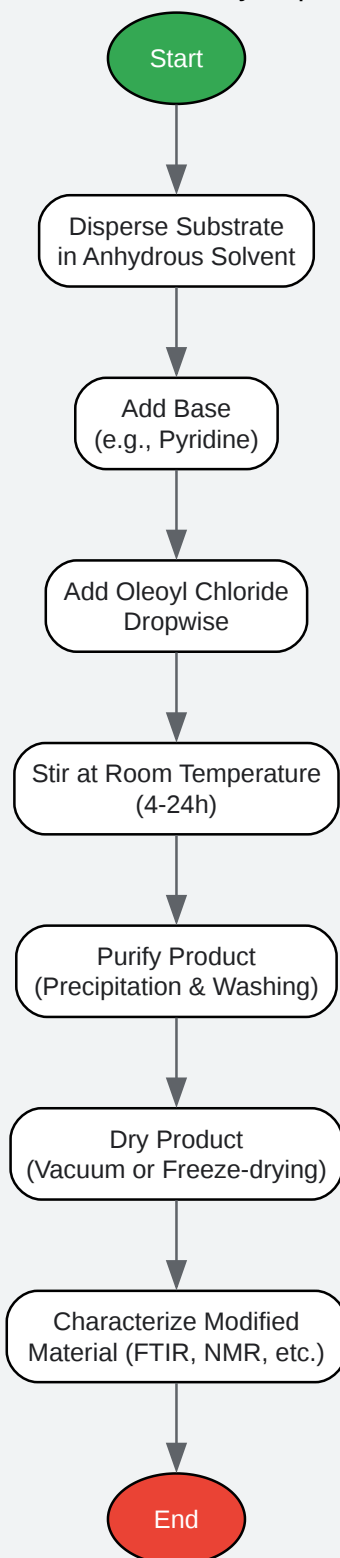 Start
Disperse Substrate
in Anhydrous Solvent
Add Base
(e.g., Pyridine)
Add Oleoyl Chloride
Dropwise
Stir at Room Temperature
(4-24h)
Purify Product
(Precipitation & Washing)
Dry Product
(Vacuum or Freeze-drying)
Characterize Modified
Material (FTIR, NMR, etc.)
End